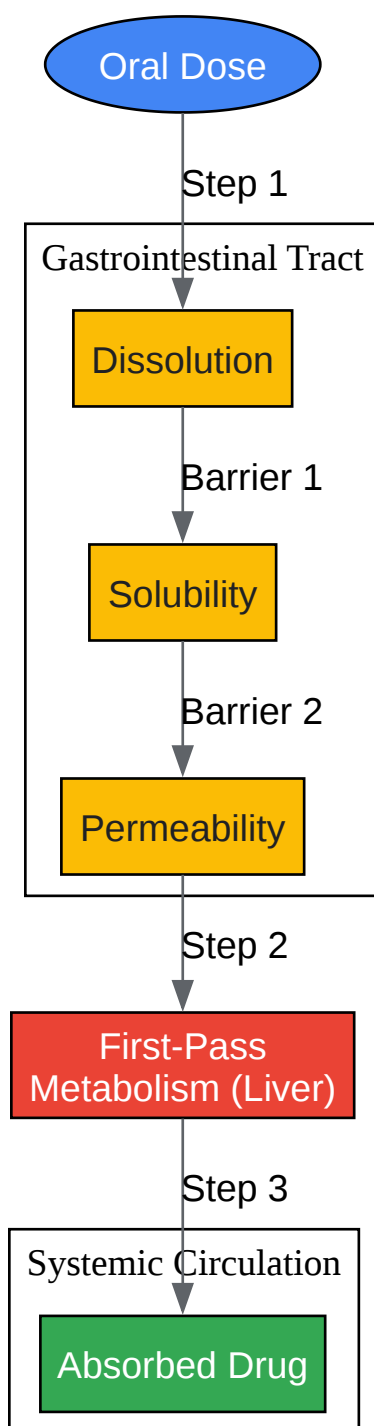 Oral Dose
Step 1
Gastrointestinal Tract
Dissolution
Barrier 1
Solubility
Barrier 2
Permeability
Step 2
First-Pass
Metabolism (Liver)
Step 3
Systemic Circulation
Absorbed Drug